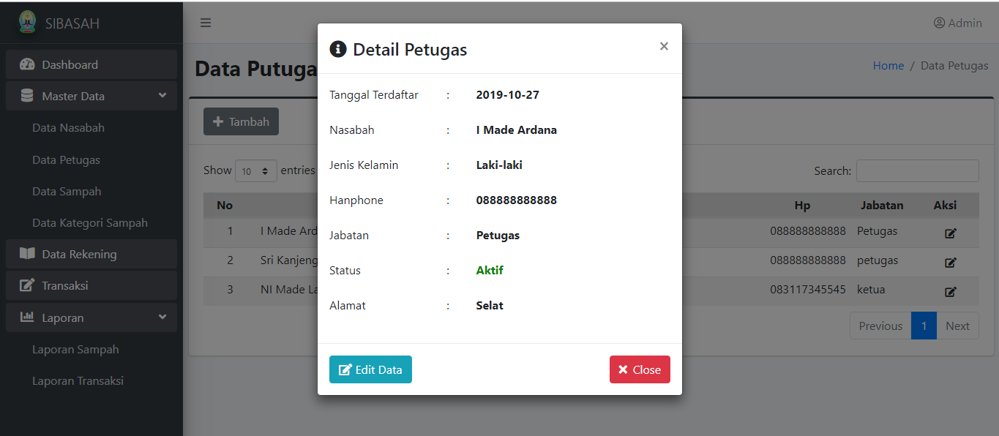 SIBASAH
Admin
Dashboard
Master Data
Data Nasabah
Data Petugas
Data Sampah
Data Kategori Sampah
Data Rekening
Transaksi
Laporan
Laporan Sampah
Laporan Transaksi
Data Putuga
Home / Data Petugas
Tambah
Show 10 entries
Search:
No Hp Jabatan Aksi
1 I Made Ard 088888888888 Petugas
2 Sri Kanjeng 088888888888 petugas
3 NI Made La 083117345545 ketua
Previous 1 Next
Detail Petugas ×
Tanggal Terdaftar : 2019-10-27
Nasabah : I Made Ardana
Jenis Kelamin : Laki-laki
Hanphone : 088888888888
Jabatan : Petugas
Status : Aktif
Alamat : Selat
Edit Data
Close